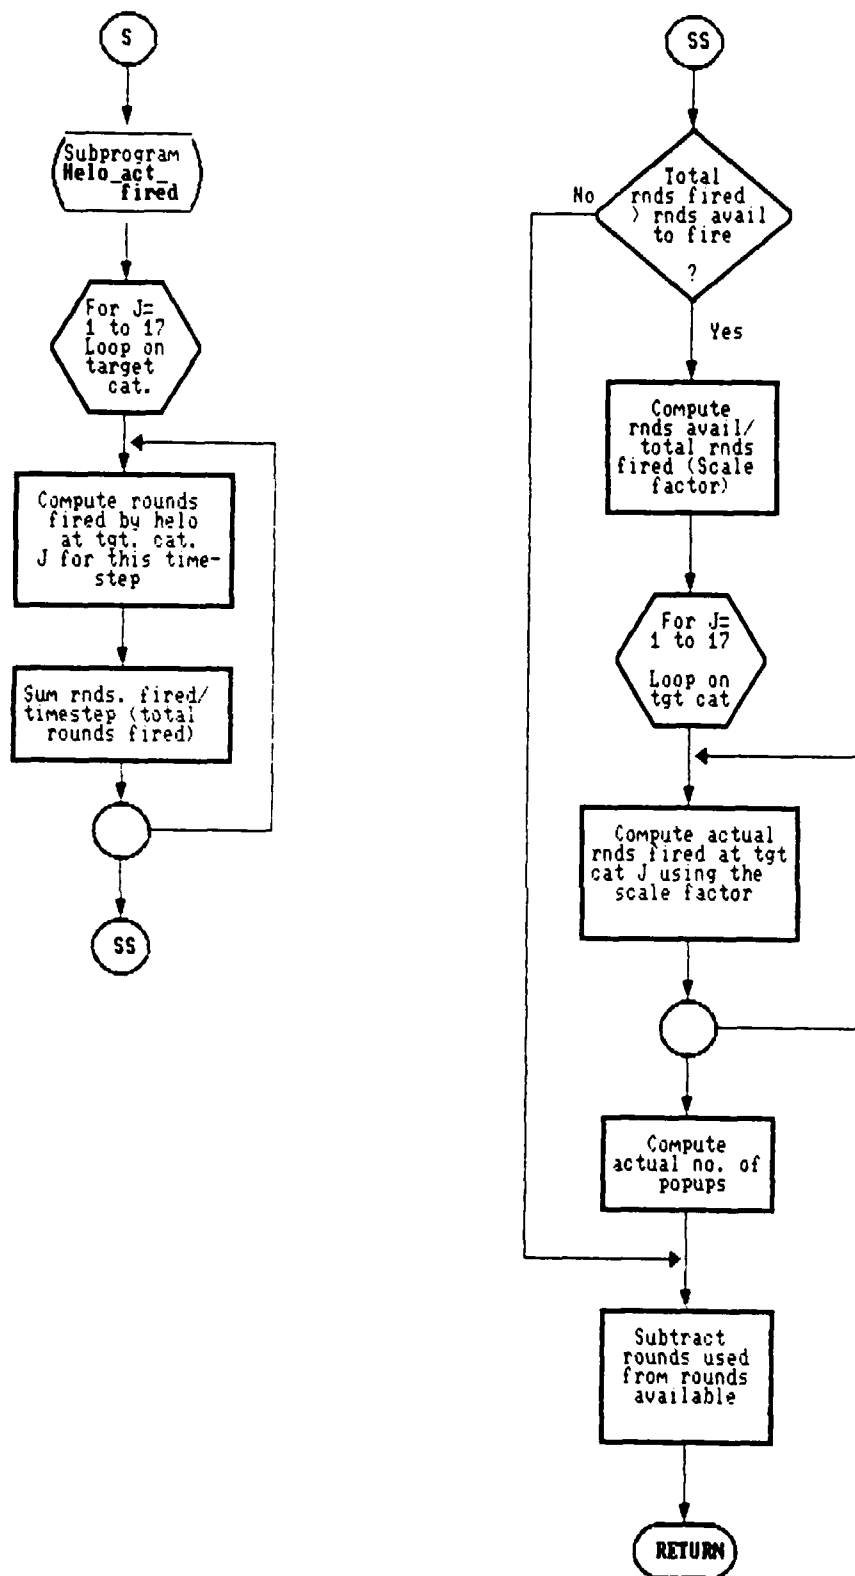 S
Subprogram
Helo_act_
fired
For J=
1 to 17
Loop on
target
cat.
Compute rounds
fired by helo
at tgt. cat.
J for this time-
step
Sum rnds. fired/
timestep (total
rounds fired)
SS
SS
Total
rnds fired
> rnds avail
to fire
?
No
Yes
Compute
rnds avail/
total rnds
fired (Scale
factor)
For J=
1 to 17
Loop on
tgt cat
Compute actual
rnds fired at tgt
cat J using the
scale factor
Compute
actual no. of
popups
Subtract
rounds used
from rounds
available
RETURN